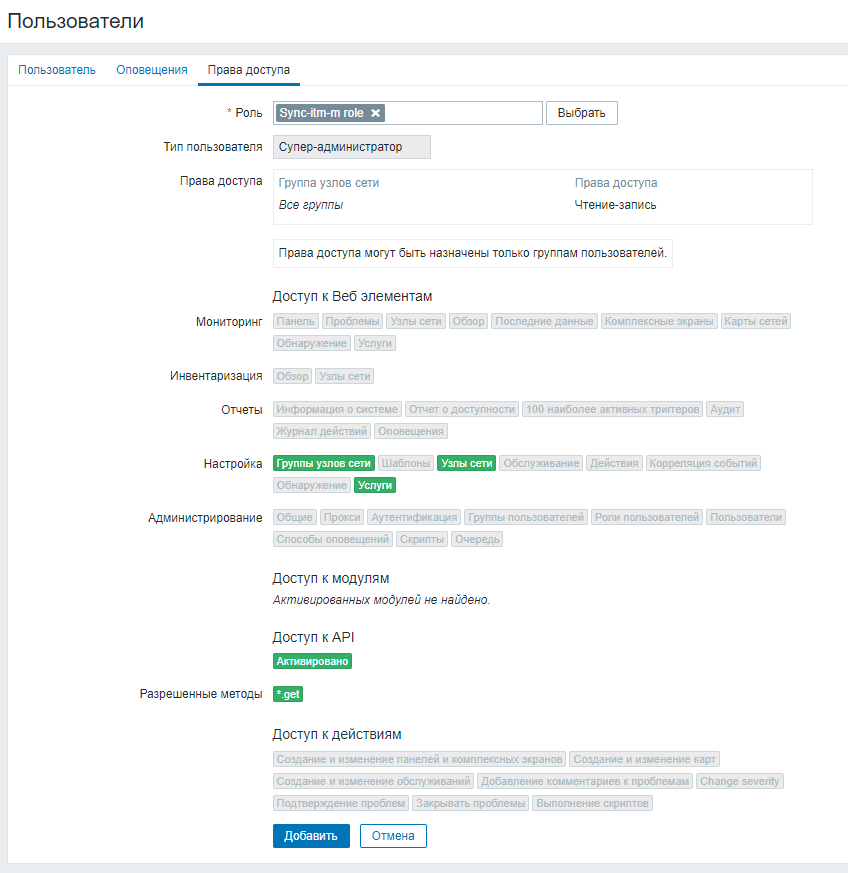 Пользователи
Пользователь Оповещения Права доступа
* Роль Sync-itm-m role Выбрать
Тип пользователя Супер-администратор
Права доступа Группа узлов сети Права доступа
Все группы Чтение-запись
Права доступа могут быть назначены только группам пользователей.
Доступ к Веб элементам
Мониторинг Панель Проблемы Узлы сети Обзор Последние данные Комплексные экраны Карты сетей
Обнаружение Услуги
Инвентаризация Обзор Узлы сети
Отчеты Информация о системе Отчет о доступности 100 наиболее активных триггеров Аудит
Журнал действий Оповещения
Настройка Группы узлов сети Шаблоны Узлы сети Обслуживание Действия Корреляция событий
Обнаружение Услуги
Администрирование Общие Прокси Аутентификация Группы пользователей Роли пользователей Пользователи
Способы оповещений Скрипты Очередь
Доступ к модулям
Активированных модулей не найдено.
Доступ к API
Активировано
Разрешенные методы *.get
Доступ к действиям
Создание и изменение панелей и комплексных экранов Создание и изменение карт
Создание и изменение обслуживаний Добавление комментариев к проблемам Change severity
Подтверждение проблем Закрывать проблемы Выполнение скриптов
Добавить Отмена